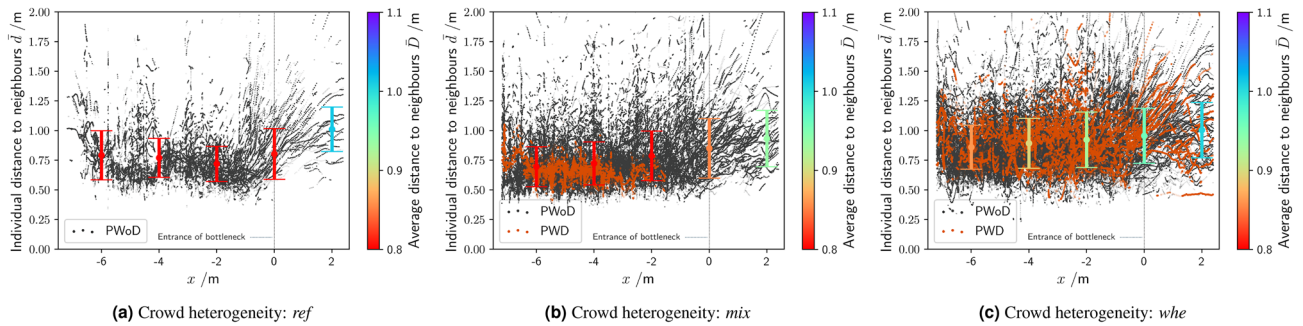 2.00
1.75
1.50
1.25
1.00
0.75
0.50
0.25
0.00
Individual distance to neighbours d̄ /m
-6
-4
-2
0
2
x /m
PWoD
Entrance of bottleneck
1.1
1.0
0.9
0.8
Average distance to neighbours D̄ /m
(a) Crowd heterogeneity: ref
2.00
1.75
1.50
1.25
1.00
0.75
0.50
0.25
0.00
Individual distance to neighbours d̄ /m
-6
-4
-2
0
2
x /m
PWoD
PWD
Entrance of bottleneck
1.1
1.0
0.9
0.8
Average distance to neighbours D̄ /m
(b) Crowd heterogeneity: mix
2.00
1.75
1.50
1.25
1.00
0.75
0.50
0.25
0.00
Individual distance to neighbours d̄ /m
-6
-4
-2
0
2
x /m
PWoD
PWD
Entrance of bottleneck
1.1
1.0
0.9
0.8
Average distance to neighbours D̄ /m
(c) Crowd heterogeneity: whe